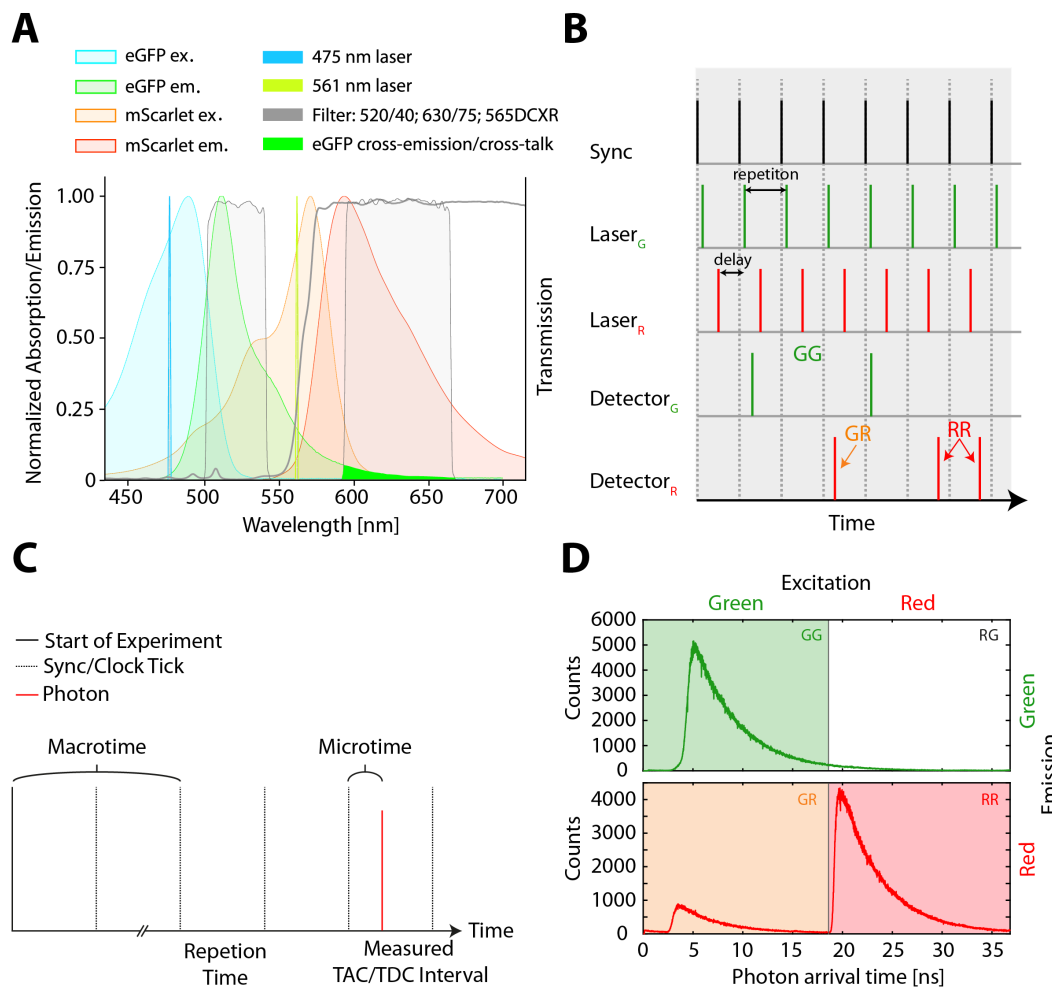 A
eGFP ex.
eGFP em.
mScarlet ex.
mScarlet em.
475 nm laser
561 nm laser
Filter: 520/40; 630/75; 565DCXR
eGFP cross-emission/cross-talk
Normalized Absorption/Emission
1.00
0.75
0.50
0.25
0
450
500
550
600
650
700
Wavelength [nm]
Transmission
B
Sync
repetiton
LaserG
delay
LaserR
GG
DetectorG
GR
RR
DetectorR
Time
C
Start of Experiment
Sync/Clock Tick
Photon
Macrotime
Microtime
Time
Repetion
Time
Measured
TAC/TDC Interval
D
Excitation
Green
Red
6000
5000
4000
3000
2000
1000
0
Counts
GG
RG
Green
4000
3000
2000
1000
0
Counts
GR
RR
Red
Emission
0
5
10
15
20
25
30
35
Photon arrival time [ns]